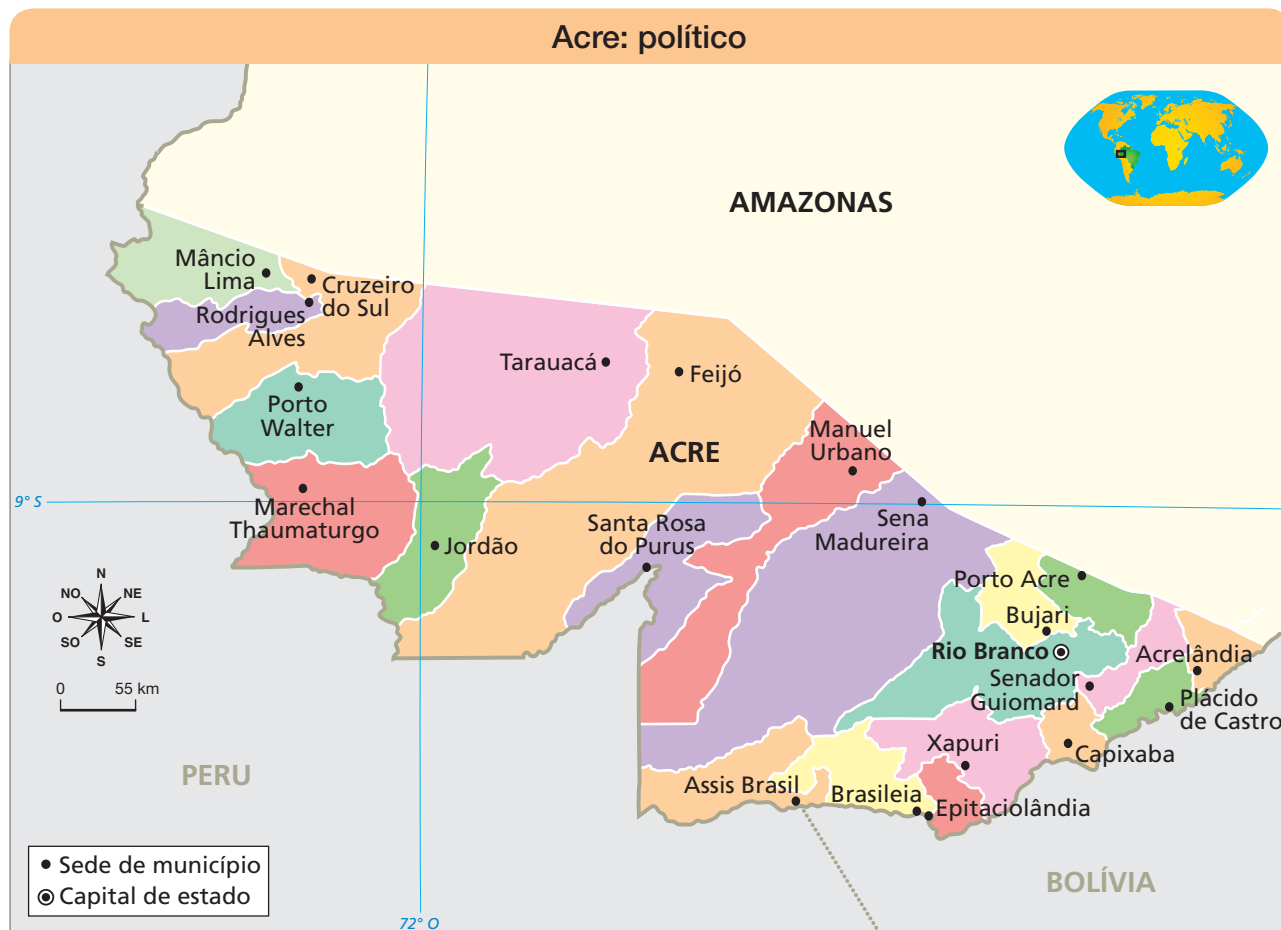 Acre: político
AMAZONAS
Mâncio
Lima
Cruzeiro
do Sul
Rodrigues
Alves
Tarauacá
Feijó
Porto
Walter
Manuel
Urbano
ACRE
9° S
Marechal
Thaumaturgo
Jordão
Santa Rosa
do Purus
Sena
Madureira
Porto Acre
Bujari
Rio Branco
Senador
Guiomard
Acrelândia
Plácido
de Castro
Xapuri
Capixaba
Assis Brasil
Brasileia
Epitaciolândia
N
NO
NE
O
L
SO
SE
S
0
55 km
PERU
BOLÍVIA
Sede de município
Capital de estado
72° O